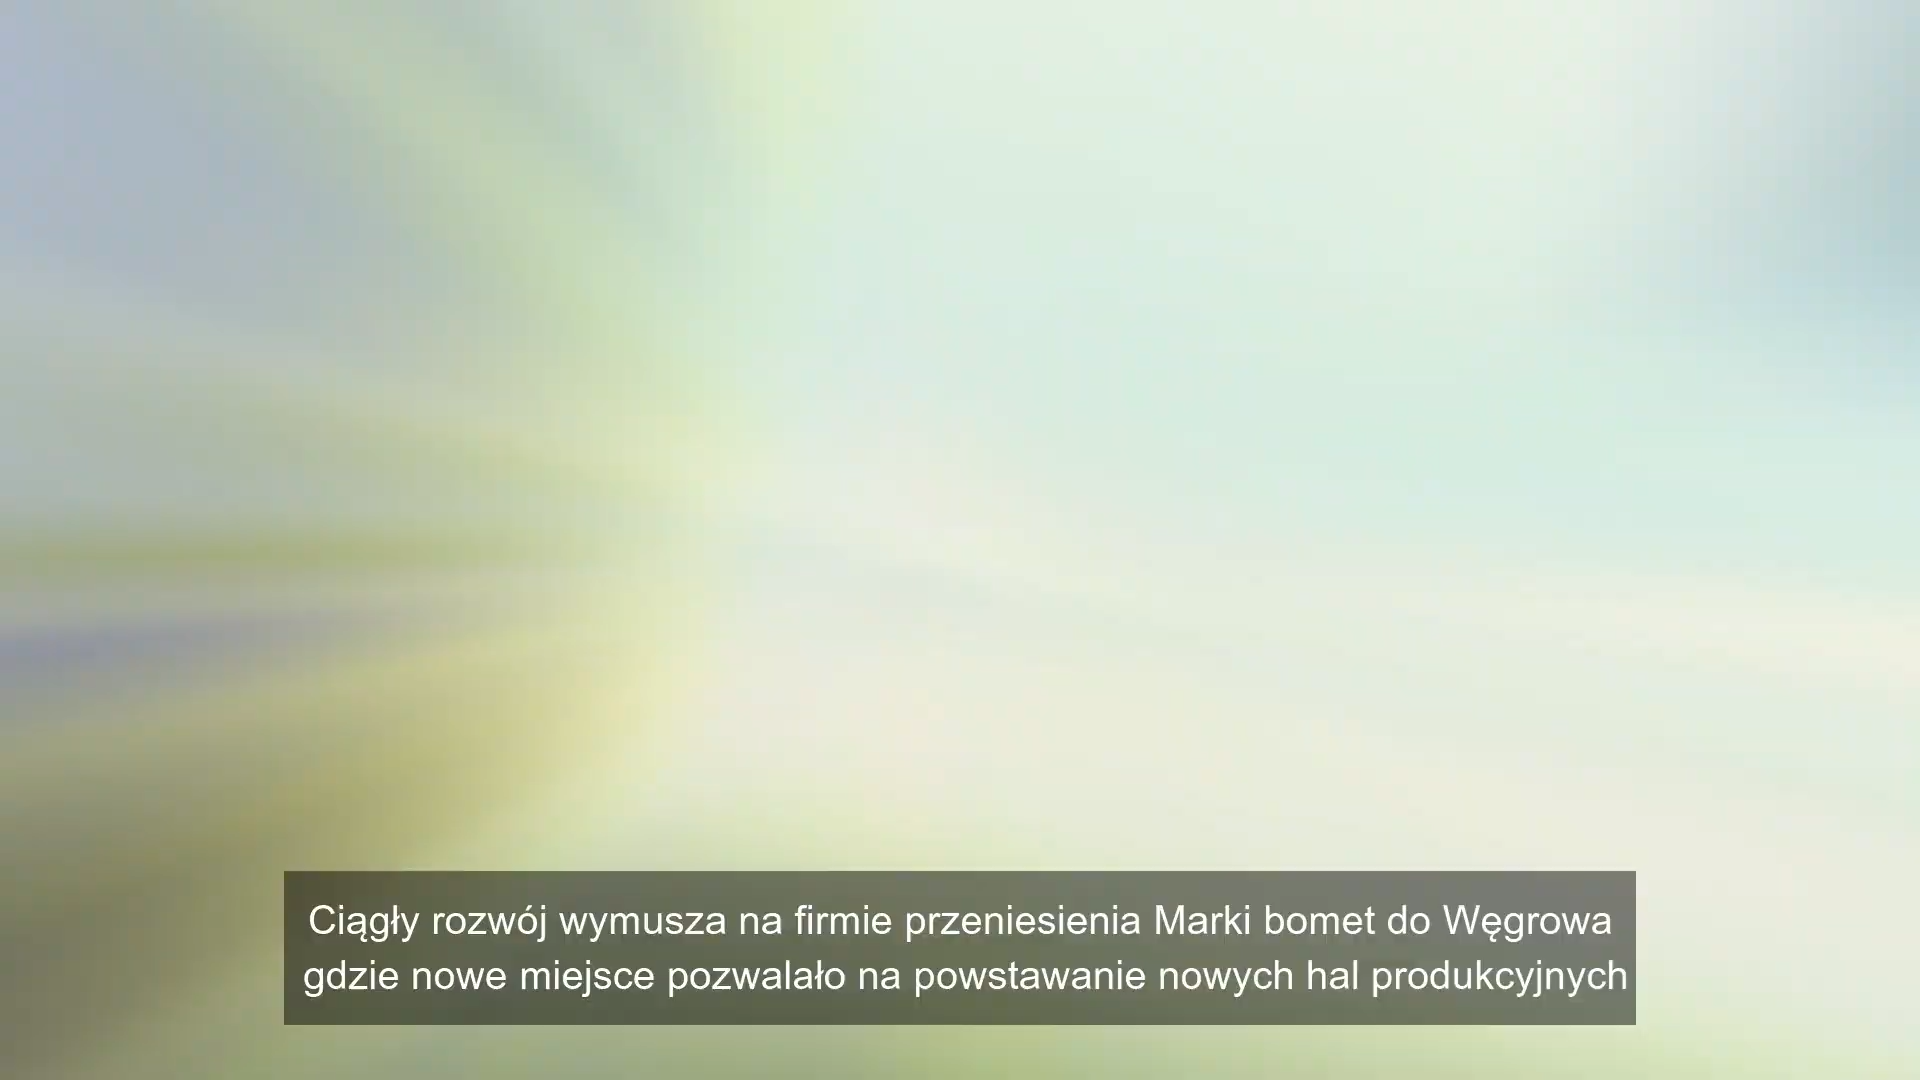 Ciągły rozwój wymusza na firmie przeniesienia Marki bomet do Węgrowa
gdzie nowe miejsce pozwalało na powstawanie nowych hal produkcyjnych